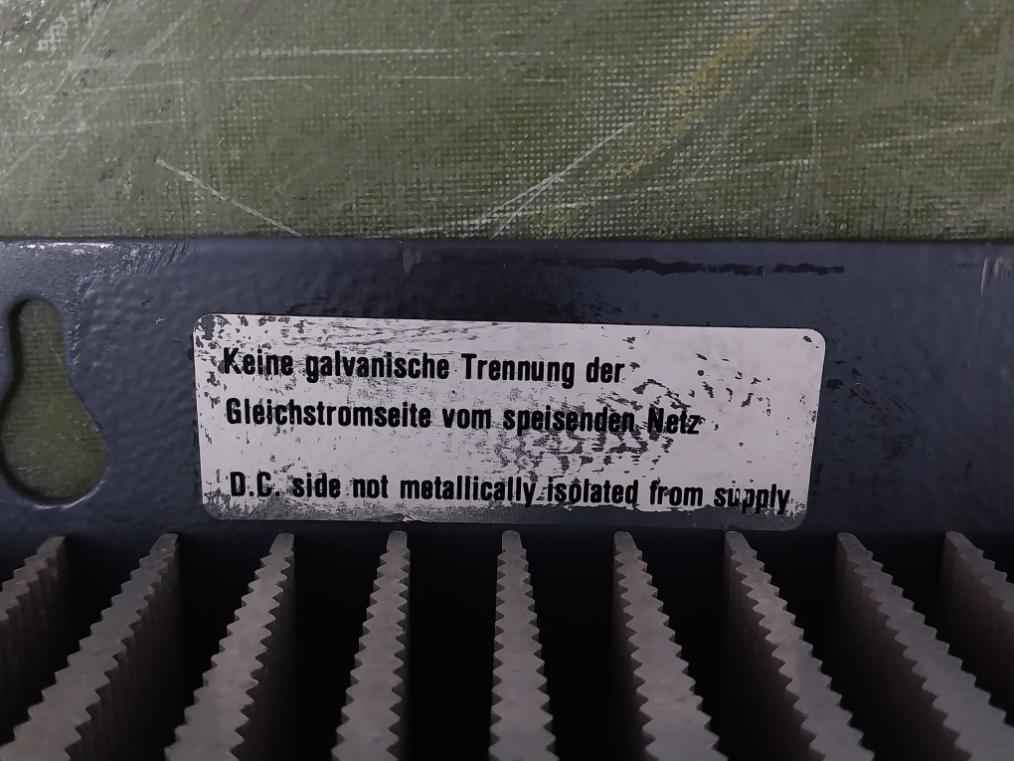 Keine galvanische Trennung der
Gleichstromseite vom speisenden Netz
D.C. side not metallically isolated from supply